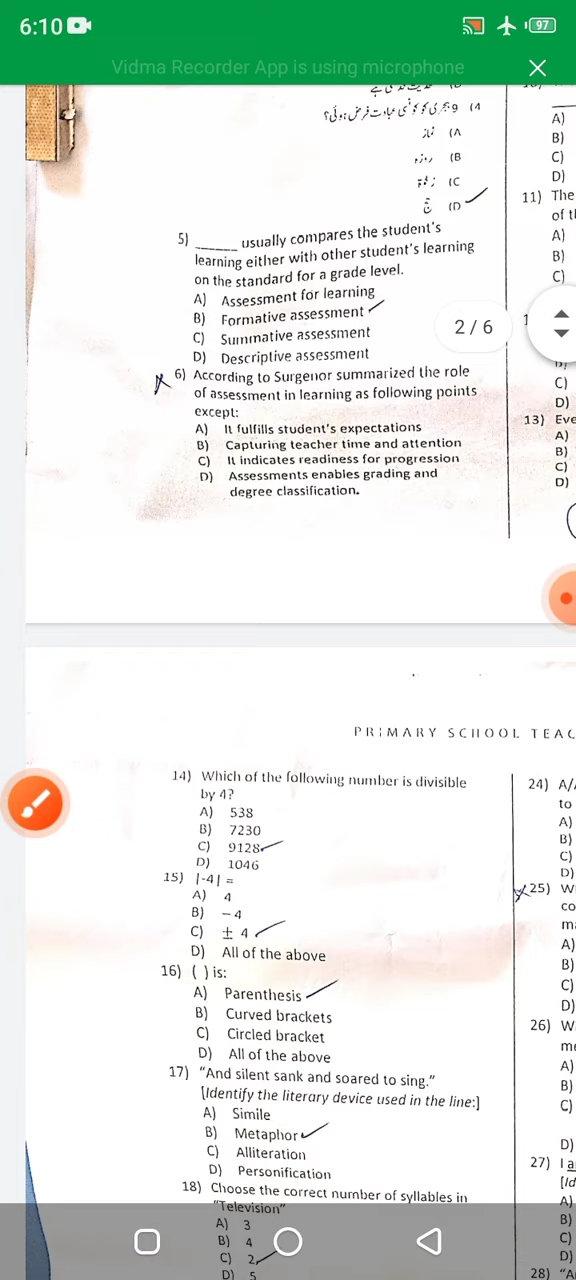 6:10
97
Vidma Recorder App is using microphone
4) 9 ہجری کو کونسی عبادت فرض ہوئی؟
A) نماز
B) روزہ
C) زکوٰۃ
D) حج
5) ______ usually compares the student's
learning either with other student's learning
on the standard for a grade level.
A) Assessment for learning
B) Formative assessment
C) Summative assessment
D) Descriptive assessment
2 / 6
6) According to Surgenor summarized the role
of assessment in learning as following points
except:
A) It fulfills student's expectations
B) Capturing teacher time and attention
C) It indicates readiness for progression
D) Assessments enables grading and
degree classification.
A)
B)
C)
D)
11) The
of t
A)
B)
C)
C)
D)
13) Eve
A)
B)
C)
D)
PRIMARY SCHOOL TEAC
14) Which of the following number is divisible
by 4?
A) 538
B) 7230
C) 9128
D) 1046
15) |-4| =
A) 4
B) – 4
C) ± 4
D) All of the above
16) ( ) is:
A) Parenthesis
B) Curved brackets
C) Circled bracket
D) All of the above
17) "And silent sank and soared to sing."
[Identify the literary device used in the line:]
A) Simile
B) Metaphor
C) Alliteration
D) Personification
18) Choose the correct number of syllables in
"Television"
A) 3
B) 4
C) 2
D) 5
24) A/
to
A)
B)
C)
D)
25) W
co
m
A)
B)
C)
D)
26) W
me
A)
B)
C)
D)
27) I a
[Id
A)
B)
C)
D)
28) "A